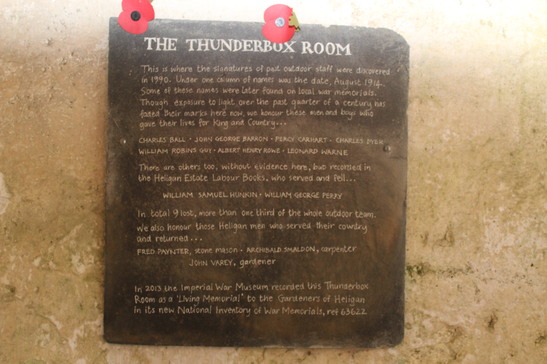 THE THUNDERBOX ROOM
This is where the signatures of past outdoor staff were discovered
in 1990. Under one column of names was the date, August 1914.
Some of these names were later found on local war memorials.
Though exposure to light over the past quarter of a century has
faded their marks here now, we honour these men and boys who
gave their lives for King and Country...
CHARLES BALL - JOHN GEORGE BARRON - PERCY CARHART - CHARLES DYER
WILLIAM ROBINS GUY - ALBERT HENRY ROWE - LEONARD WARNE
There are others too, without evidence here, but recorded in
the Heligan Estate Labour Books, who served and fell...
WILLIAM SAMUEL HUNKIN - WILLIAM GEORGE PERRY
In total 9 lost, more than one third of the whole outdoor team.
We also honour those Heligan men who served their country
and returned...
FRED PAYNTER, stone mason - ARCHIBALD SMALDON, carpenter
JOHN VAREY, gardener
In 2013 the Imperial War Museum recorded this Thunderbox
Room as a 'Living Memorial' to the Gardeners of Heligan
in its new National Inventory of War Memorials, ref 63622